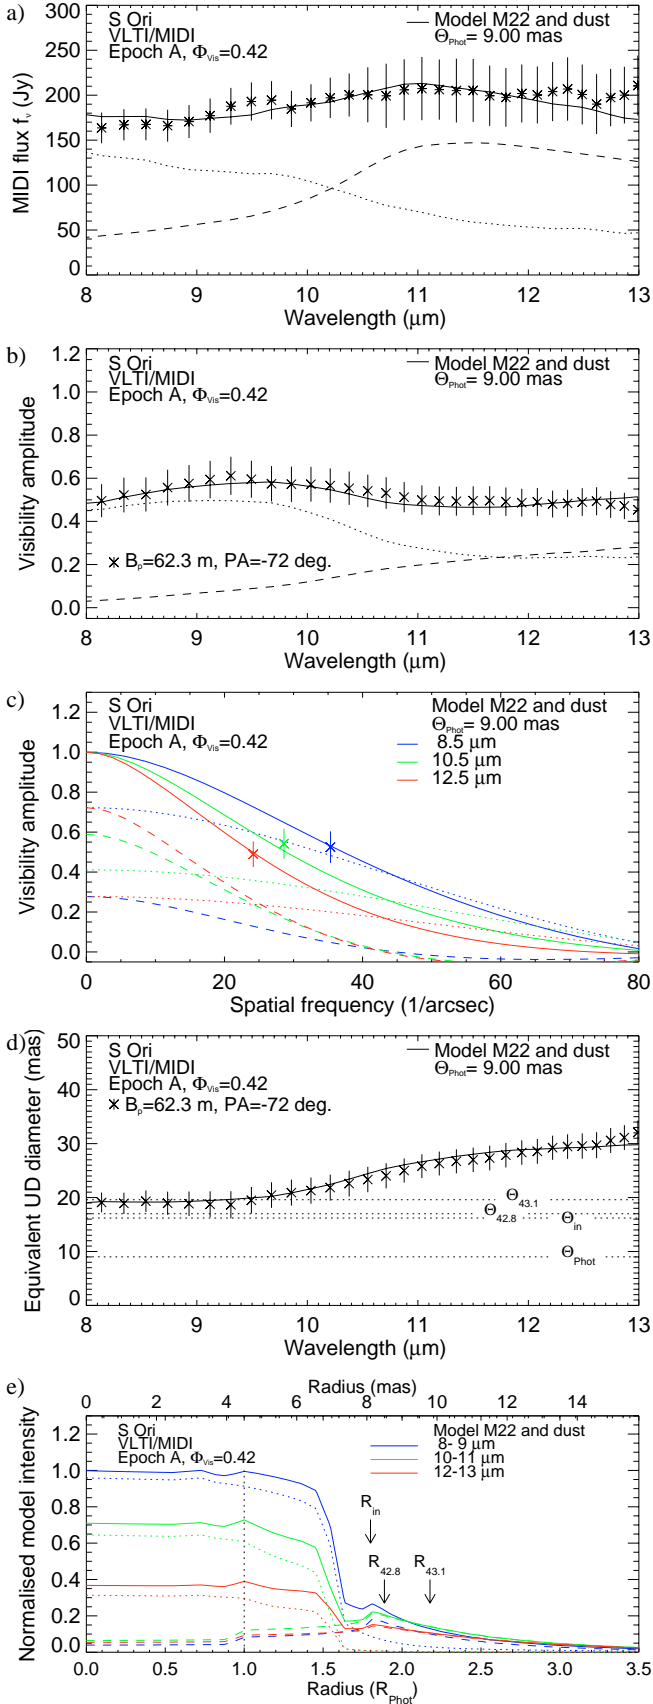 a)
S Ori
VLTI/MIDI
Epoch A, Φ_Vis=0.42
Model M22 and dust
Θ_Phot= 9.00 mas
MIDI flux f_ν (Jy)
300
250
200
150
100
50
0
8 9 10 11 12 13
Wavelength (μm)
b)
S Ori
VLTI/MIDI
Epoch A, Φ_Vis=0.42
Model M22 and dust
Θ_Phot= 9.00 mas
Visibility amplitude
1.2
1.0
0.8
0.6
0.4
0.2
0.0
B_p=62.3 m, PA=-72 deg.
8 9 10 11 12 13
Wavelength (μm)
c)
S Ori
VLTI/MIDI
Epoch A, Φ_Vis=0.42
Model M22 and dust
Θ_Phot= 9.00 mas
8.5 μm
10.5 μm
12.5 μm
Visibility amplitude
1.2
1.0
0.8
0.6
0.4
0.2
0.0
0 20 40 60 80
Spatial frequency (1/arcsec)
d)
S Ori
VLTI/MIDI
Epoch A, Φ_Vis=0.42
B_p=62.3 m, PA=-72 deg.
Model M22 and dust
Θ_Phot= 9.00 mas
Equivalent UD diameter (mas)
50
40
30
20
10
0
Θ_43.1
Θ_42.8
Θ_in
Θ_Phot
8 9 10 11 12 13
Wavelength (μm)
e)
Radius (mas)
0 2 4 6 8 10 12 14
S Ori
VLTI/MIDI
Epoch A, Φ_Vis=0.42
Model M22 and dust
8- 9 μm
10-11 μm
12-13 μm
Normalised model intensity
1.2
1.0
0.8
0.6
0.4
0.2
0.0
R_in
R_42.8
R_43.1
0.0 0.5 1.0 1.5 2.0 2.5 3.0 3.5
Radius (R_Phot)